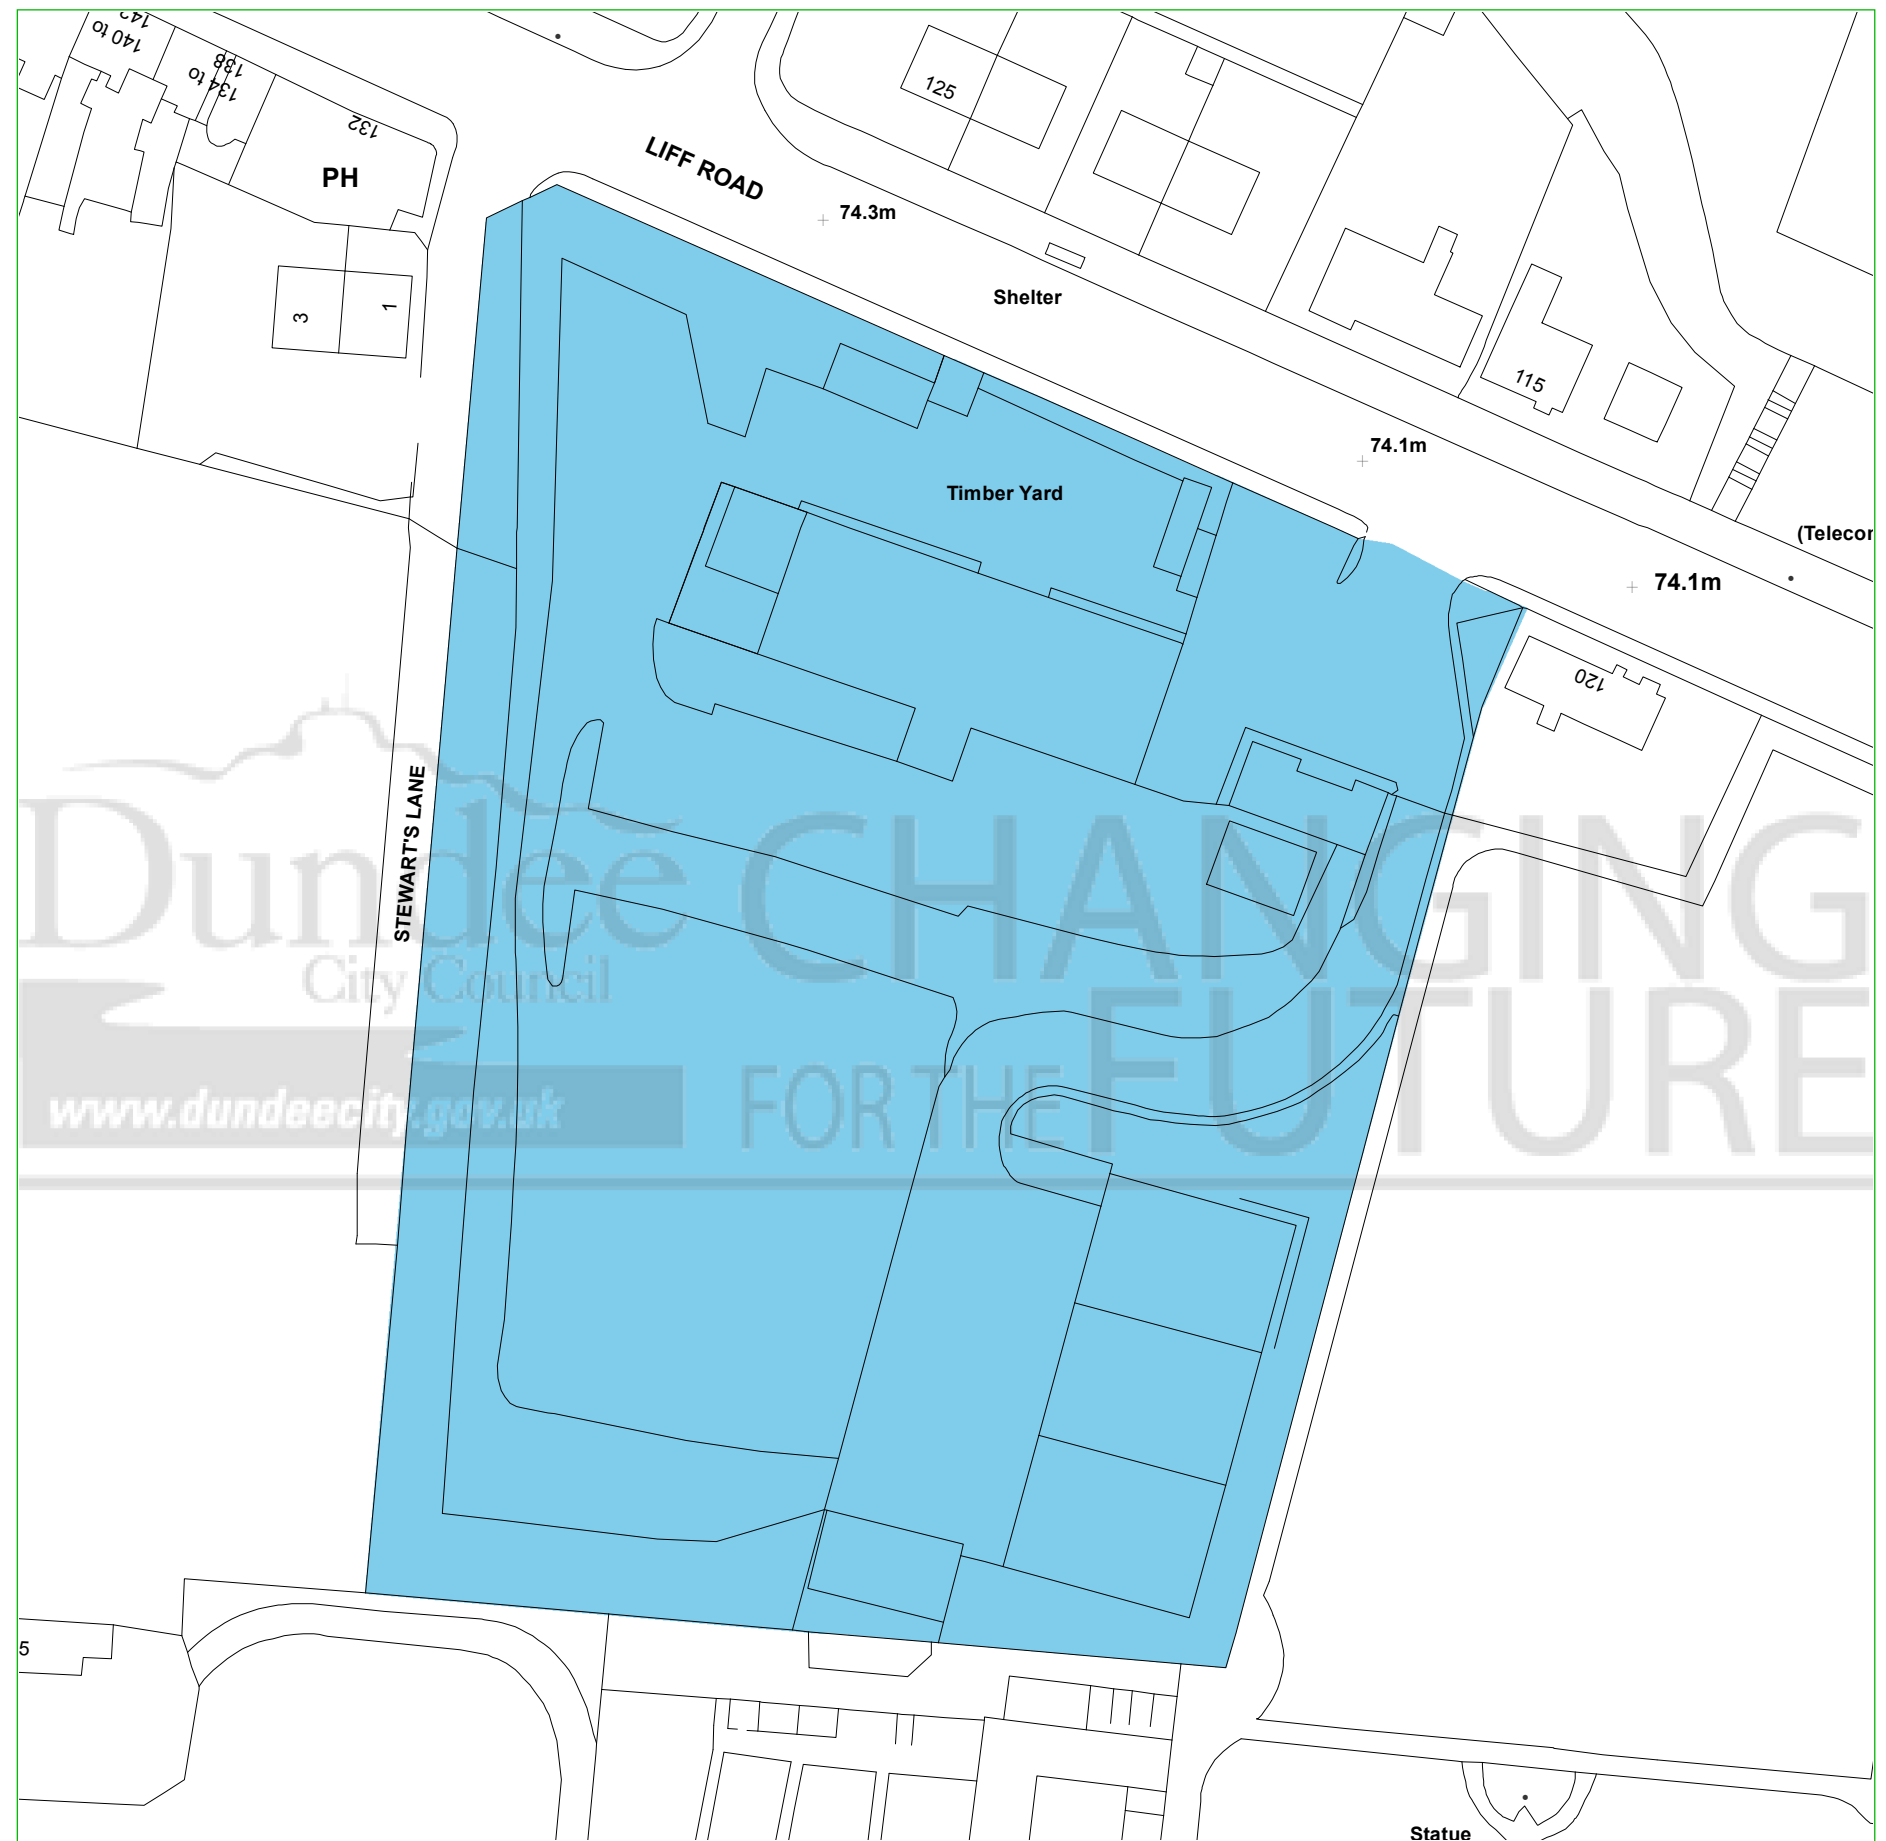 142
140 to
138
134 to
132
PH
125
LIFF ROAD
74.3m
Shelter
3
1
115
74.1m
Timber Yard
(Telecor
74.1m
120
STEWART'S LANE
Dundee
City Council
www.dundeecity.gov.uk
CHANGING
FOR THE FUTURE
5
Statue